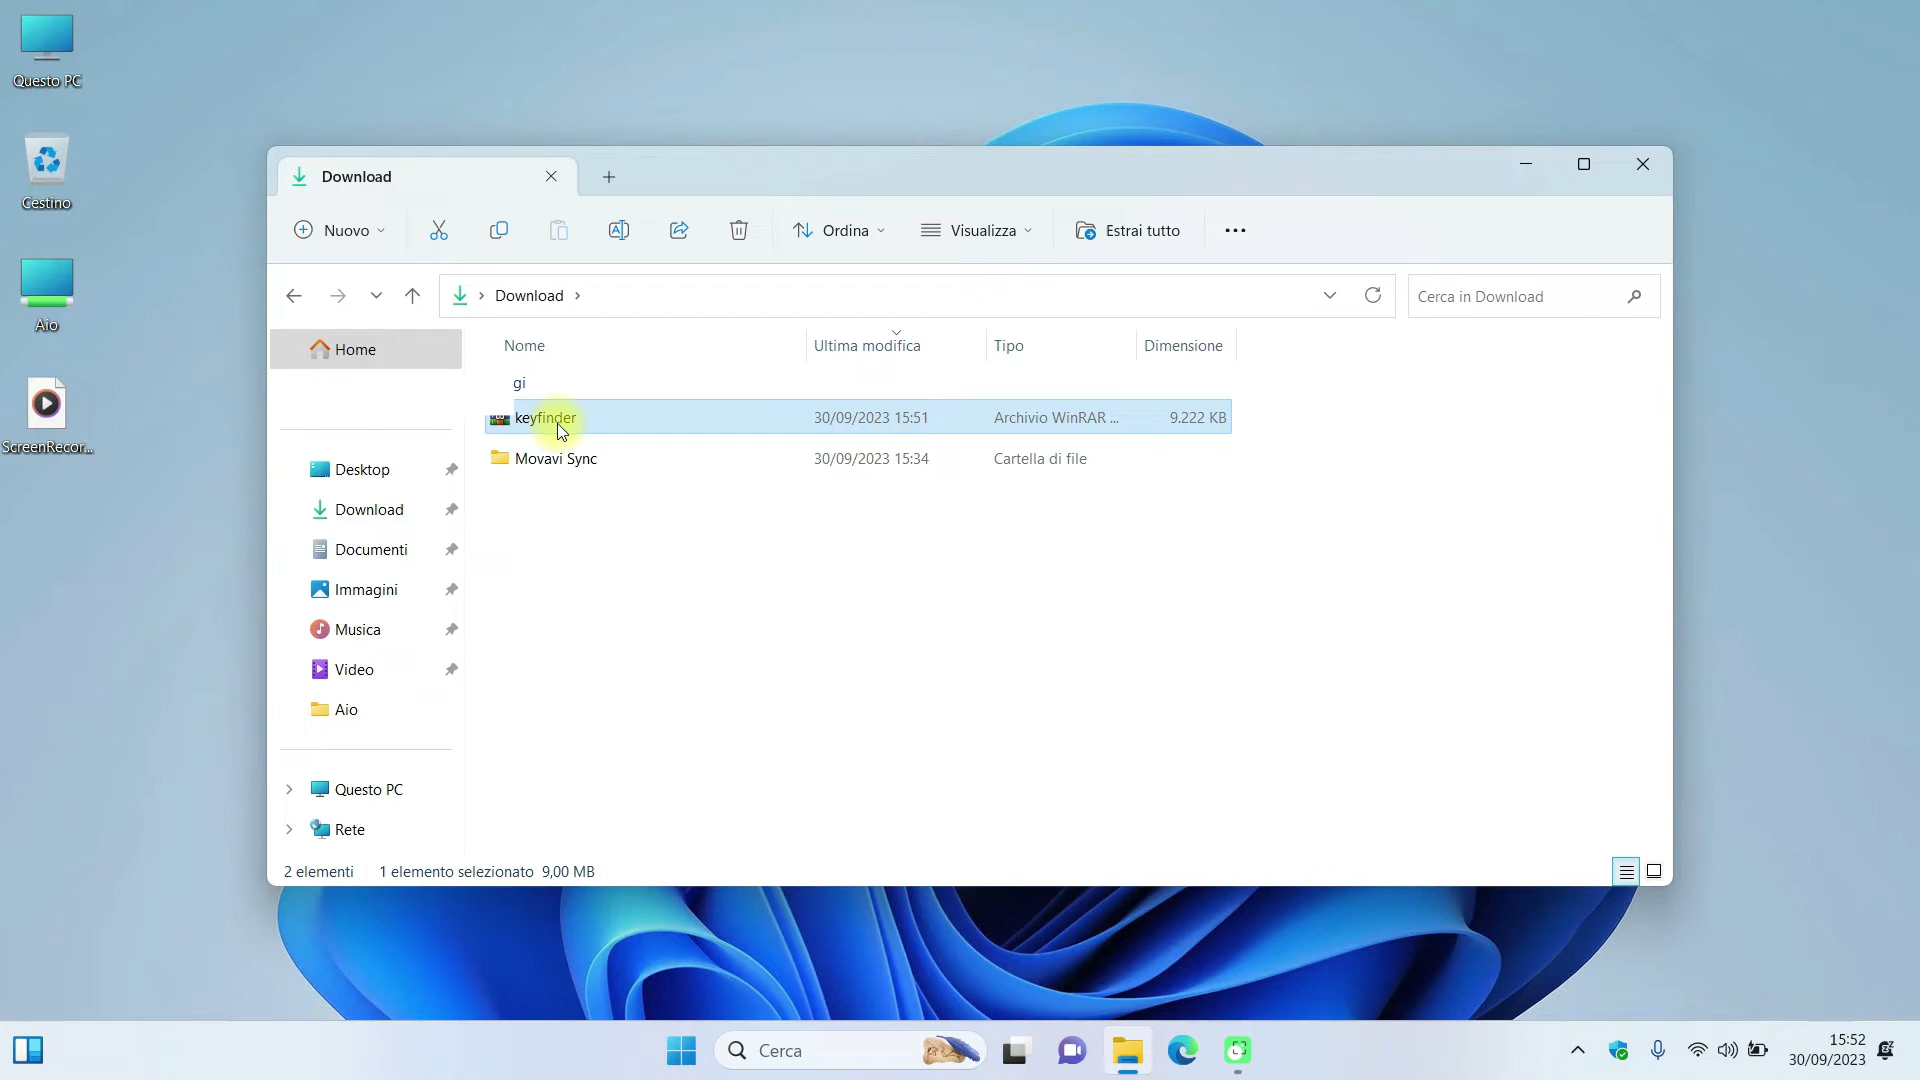 Questo PC
Cestino
Aio
ScreenRecor...
Download
Nuovo
Ordina
Visualizza
Estrai tutto
Download
Cerca in Download
Home
Desktop
Download
Documenti
Immagini
Musica
Video
Aio
Questo PC
Rete
Nome Ultima modifica Tipo Dimensione
gi
keyfinder 30/09/2023 15:51 Archivio WinRAR ... 9.222 KB
Movavi Sync 30/09/2023 15:34 Cartella di file
2 elementi 1 elemento selezionato 9,00 MB
Cerca
15:52
30/09/2023